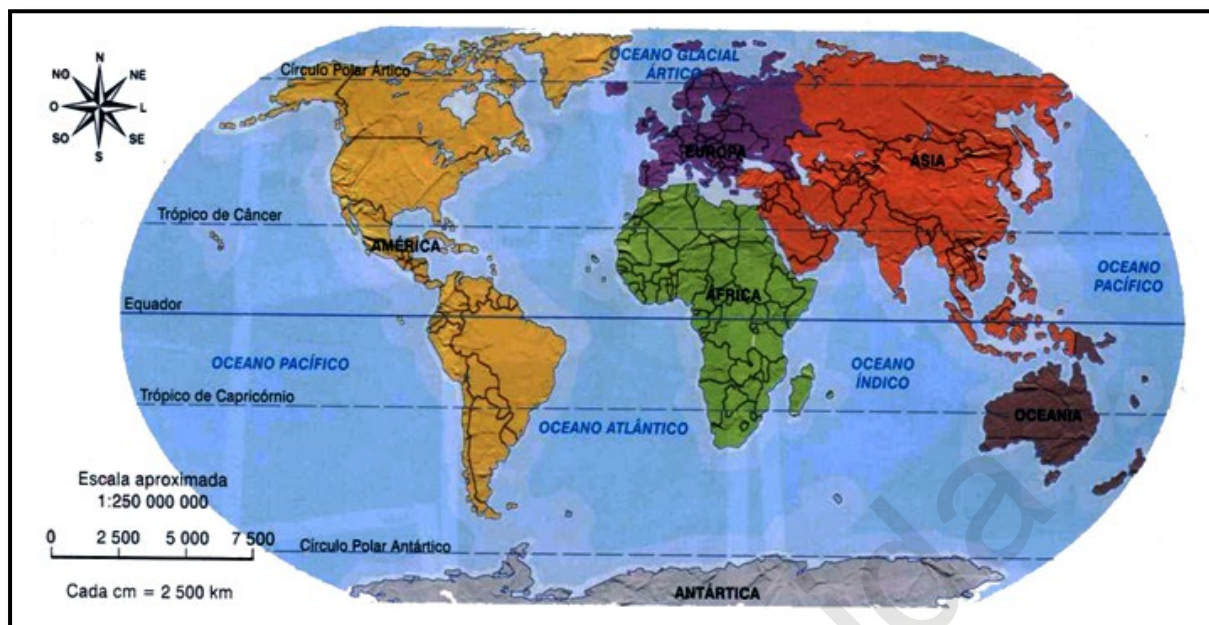 OCEANO GLACIAL
ÁRTICO
Círculo Polar Ártico
N
NO
NE
O
L
SO
SE
S
EUROPA
ÁSIA
Trópico de Câncer
AMÉRICA
OCEANO
PACÍFICO
ÁFRICA
Equador
OCEANO PACÍFICO
OCEANO
ÍNDICO
Trópico de Capricórnio
OCEANIA
OCEANO ATLÂNTICO
Escala aproximada
1:250 000 000
0 2 500 5 000 7 500
Círculo Polar Antártico
Cada cm = 2 500 km
ANTÁRTICA